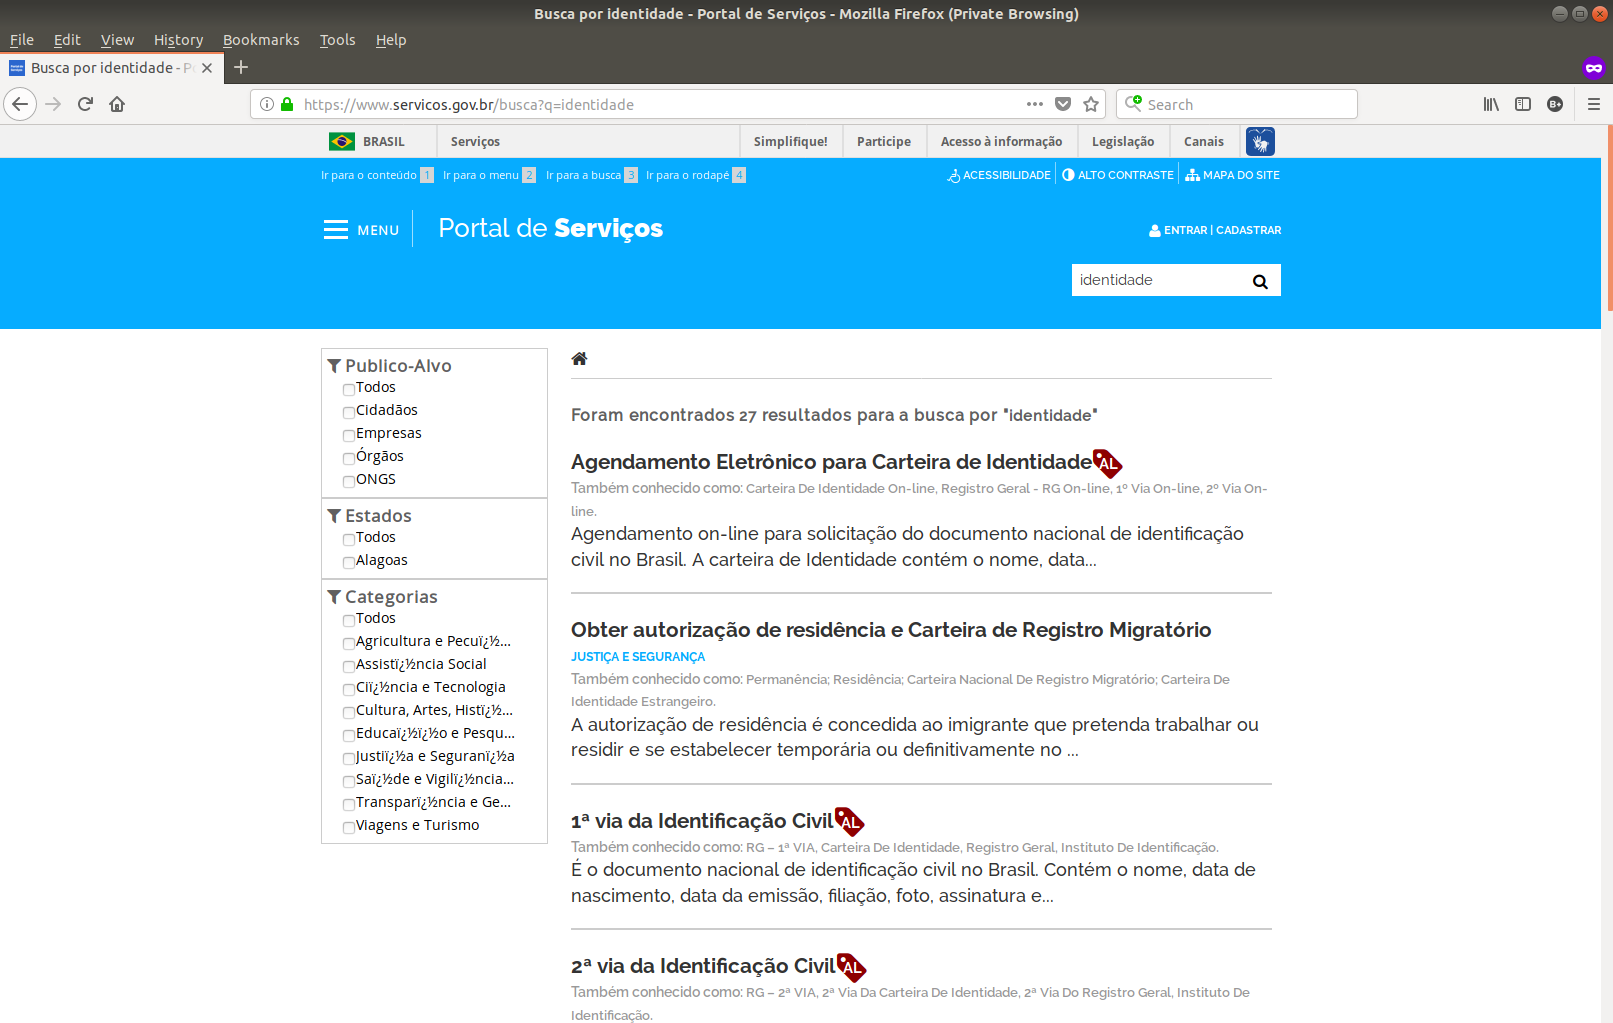 Busca por identidade - Portal de Serviços - Mozilla Firefox (Private Browsing)
File Edit View History Bookmarks Tools Help
Busca por identidade - Po
https://www.servicos.gov.br/busca?q=identidade
Search
BRASIL Serviços Simplifique! Participe Acesso à informação Legislação Canais
Ir para o conteúdo 1 Ir para o menu 2 Ir para a busca 3 Ir para o rodapé 4
ACESSIBILIDADE ALTO CONTRASTE MAPA DO SITE
MENU Portal de Serviços
ENTRAR | CADASTRAR
identidade
Publico-Alvo
Todos
Cidadãos
Empresas
Órgãos
ONGS
Estados
Todos
Alagoas
Categorias
Todos
Agricultura e Pecuï¿½...
Assistï¿½ncia Social
Ciï¿½ncia e Tecnologia
Cultura, Artes, Histï¿½...
Educaï¿½ï¿½o e Pesqu...
Justiï¿½a e Seguranï¿½a
Saï¿½de e Vigilï¿½ncia...
Transparï¿½ncia e Ge...
Viagens e Turismo
Foram encontrados 27 resultados para a busca por "identidade"
Agendamento Eletrônico para Carteira de Identidade AL
Também conhecido como: Carteira De Identidade On-line, Registro Geral - RG On-line, 1º Via On-line, 2º Via On-
line.
Agendamento on-line para solicitação do documento nacional de identificação
civil no Brasil. A carteira de Identidade contém o nome, data...
Obter autorização de residência e Carteira de Registro Migratório
JUSTIÇA E SEGURANÇA
Também conhecido como: Permanência; Residência; Carteira Nacional De Registro Migratório; Carteira De
Identidade Estrangeiro.
A autorização de residência é concedida ao imigrante que pretenda trabalhar ou
residir e se estabelecer temporária ou definitivamente no ...
1ª via da Identificação Civil AL
Também conhecido como: RG – 1ª VIA, Carteira De Identidade, Registro Geral, Instituto De Identificação.
É o documento nacional de identificação civil no Brasil. Contém o nome, data de
nascimento, data da emissão, filiação, foto, assinatura e...
2ª via da Identificação Civil AL
Também conhecido como: RG – 2ª VIA, 2ª Via Da Carteira De Identidade, 2ª Via Do Registro Geral, Instituto De
Identificação.